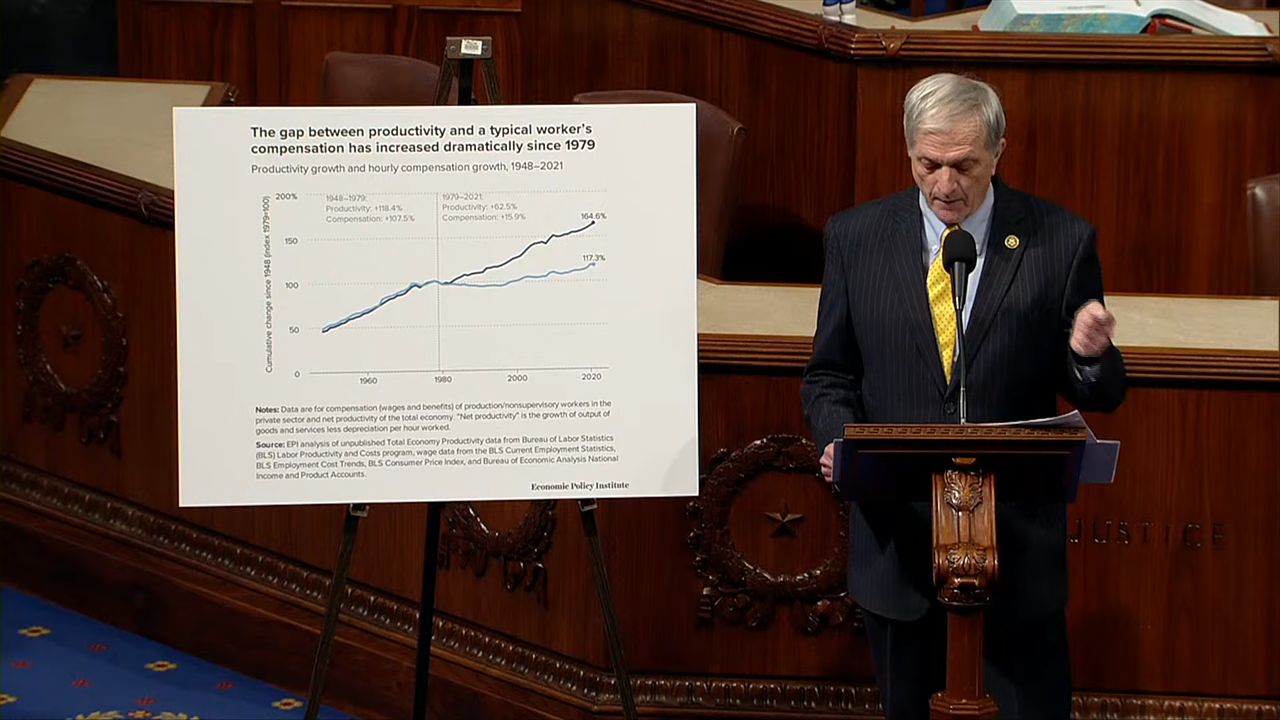 The gap between productivity and a typical worker's
compensation has increased dramatically since 1979
Productivity growth and hourly compensation growth, 1948–2021
Cumulative change since 1948 (index 1979=100)
200%
150
100
50
0
1948–1979:
Productivity: +118.4%
Compensation: +107.5%
1979–2021:
Productivity: +62.5%
Compensation: +15.9%
164.6%
117.3%
1960
1980
2000
2020
Notes: Data are for compensation (wages and benefits) of production/nonsupervisory workers in the
private sector and net productivity of the total economy. "Net productivity" is the growth of output of
goods and services less depreciation per hour worked.
Source: EPI analysis of unpublished Total Economy Productivity data from Bureau of Labor Statistics
(BLS) Labor Productivity and Costs program, wage data from the BLS Current Employment Statistics,
BLS Employment Cost Trends, BLS Consumer Price Index, and Bureau of Economic Analysis National
Income and Product Accounts.
Economic Policy Institute
JUSTICE